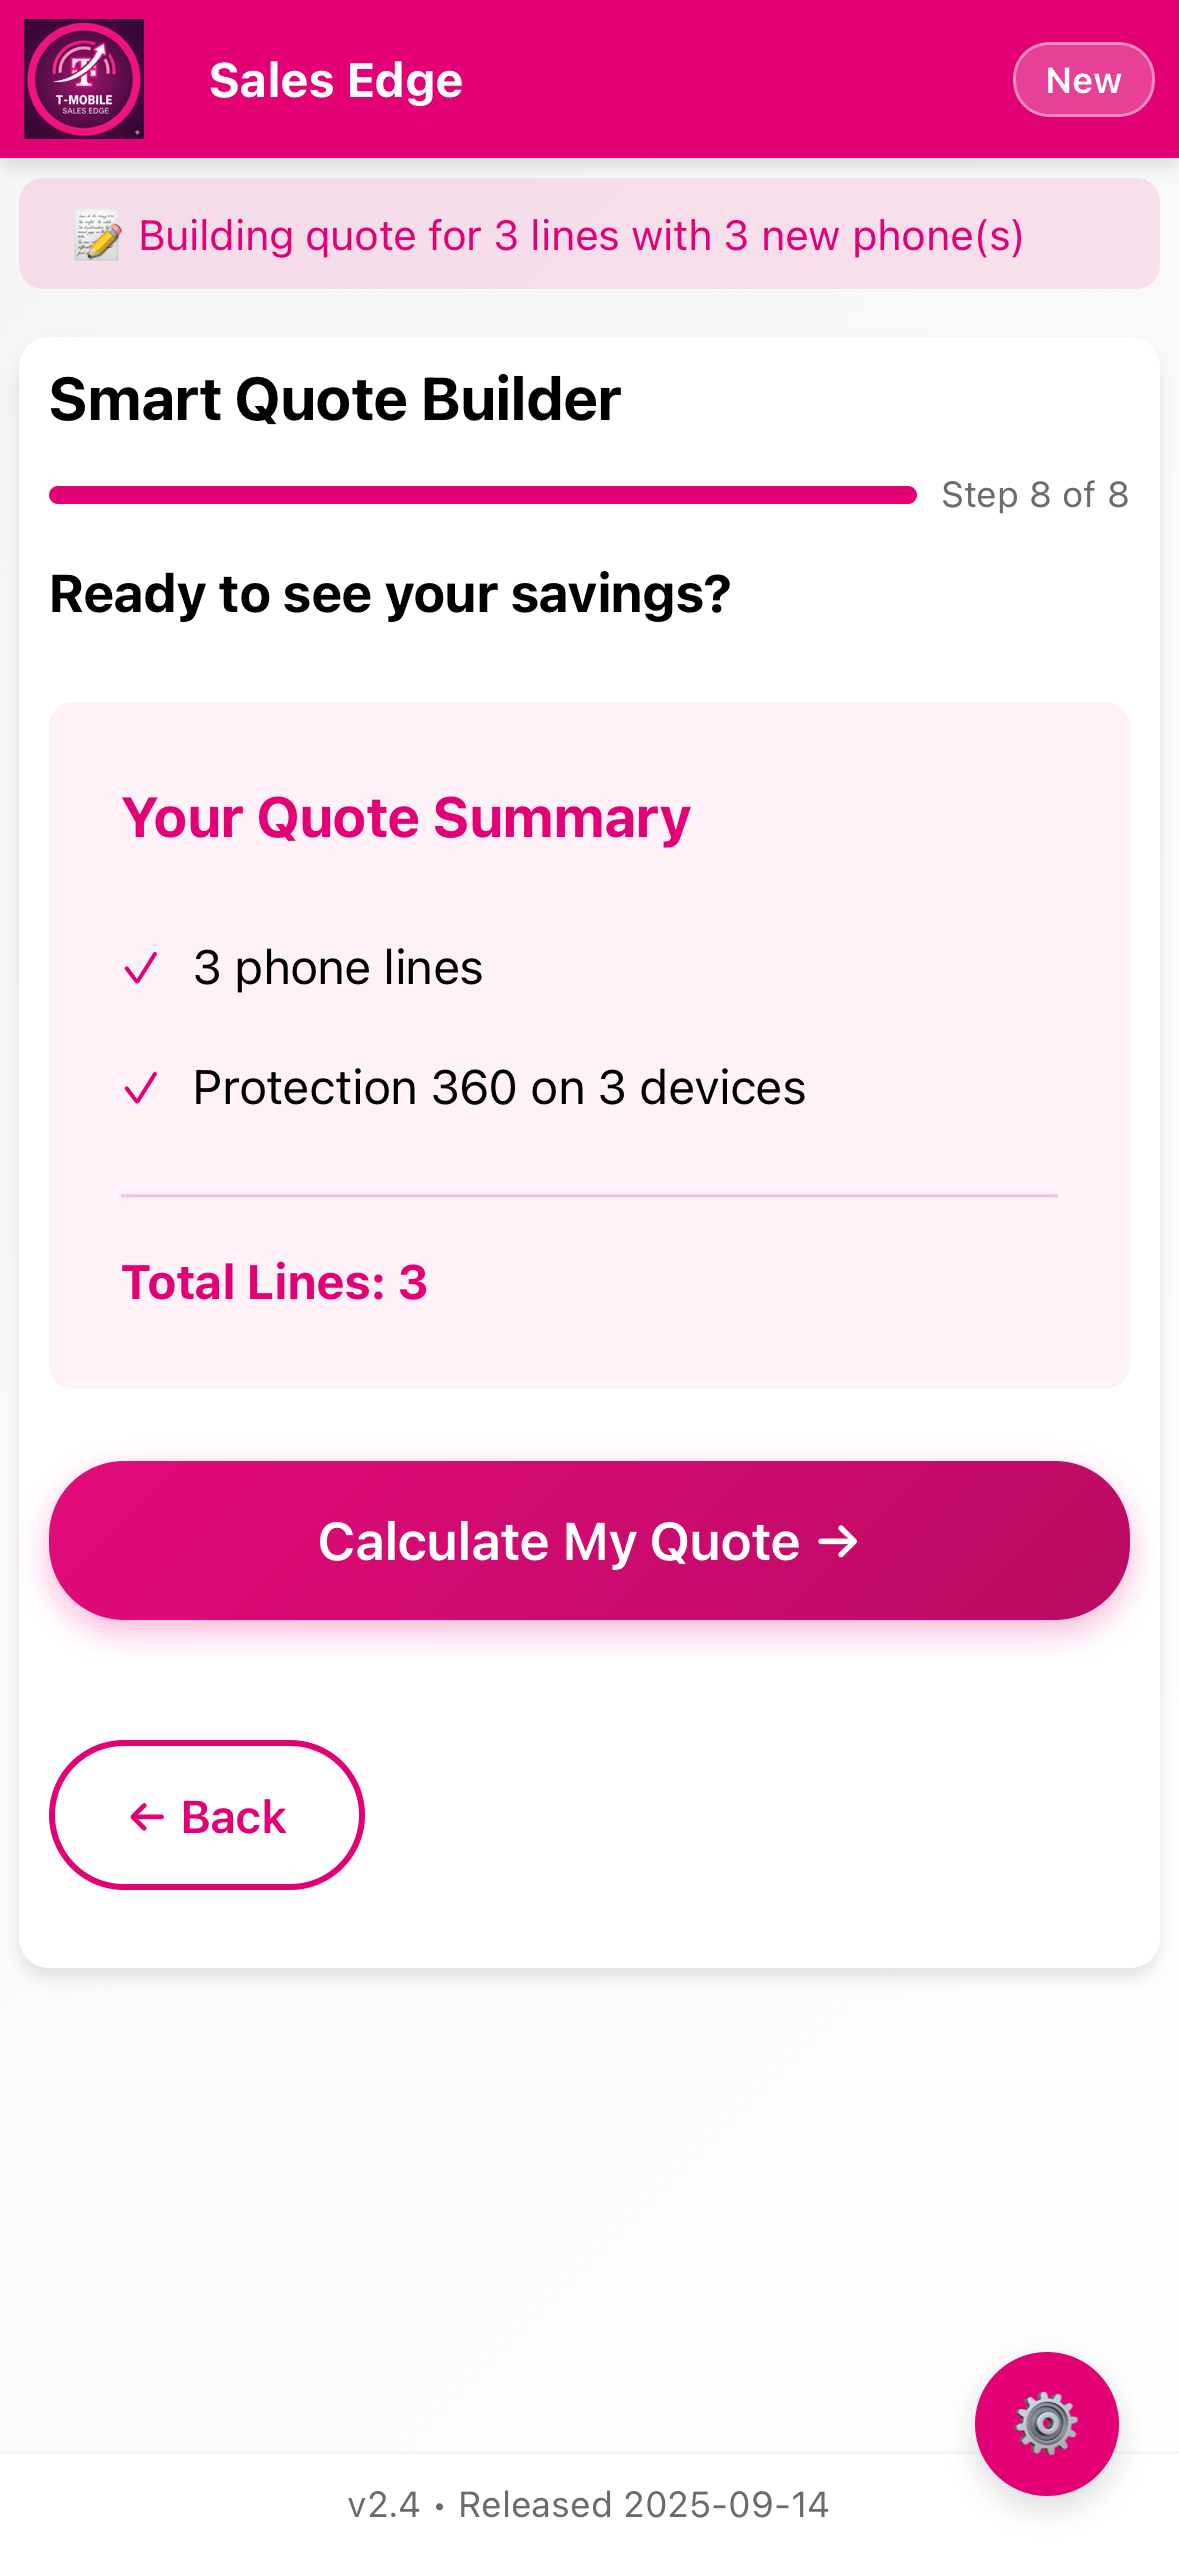 T-MOBILE
SALES EDGE
Sales Edge
New
Building quote for 3 lines with 3 new phone(s)
Smart Quote Builder
Step 8 of 8
Ready to see your savings?
Your Quote Summary
✓ 3 phone lines
✓ Protection 360 on 3 devices
Total Lines: 3
Calculate My Quote →
← Back
v2.4 • Released 2025-09-14